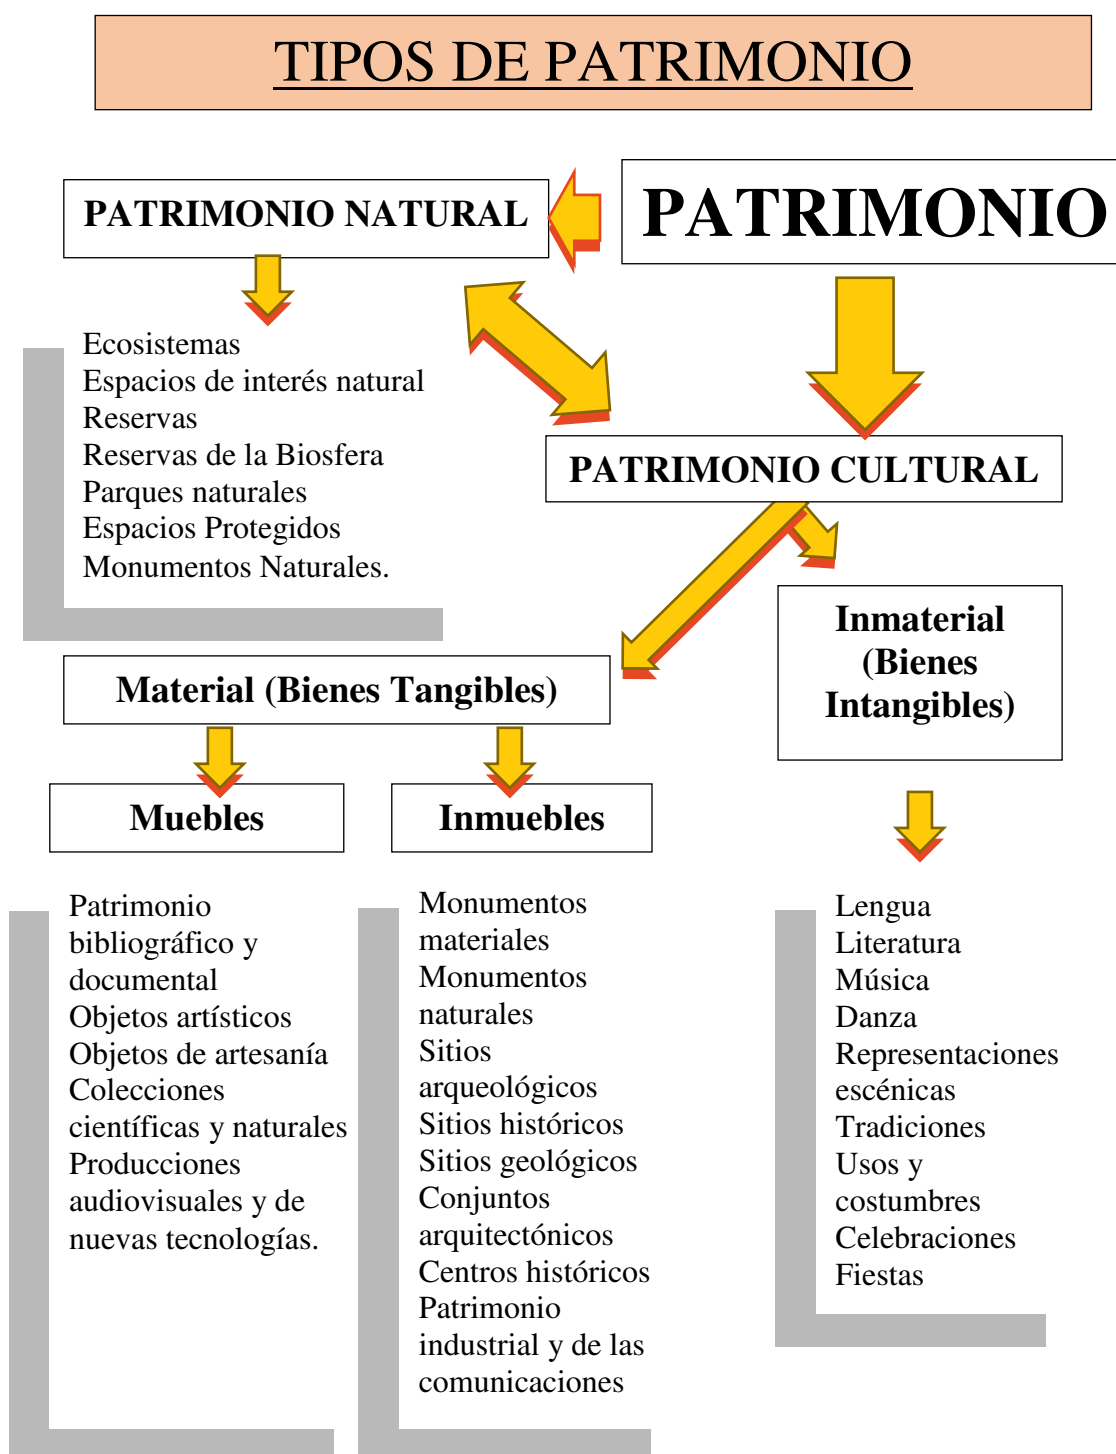 TIPOS DE PATRIMONIO
PATRIMONIO NATURAL
PATRIMONIO
Ecosistemas
Espacios de interés natural
Reservas
Reservas de la Biosfera
Parques naturales
Espacios Protegidos
Monumentos Naturales.
PATRIMONIO CULTURAL
Inmaterial
(Bienes
Intangibles)
Material (Bienes Tangibles)
Muebles
Inmuebles
Patrimonio
bibliográfico y
documental
Objetos artísticos
Objetos de artesanía
Colecciones
científicas y naturales
Producciones
audiovisuales y de
nuevas tecnologías.
Monumentos
materiales
Monumentos
naturales
Sitios
arqueológicos
Sitios históricos
Sitios geológicos
Conjuntos
arquitectónicos
Centros históricos
Patrimonio
industrial y de las
comunicaciones
Lengua
Literatura
Música
Danza
Representaciones
escénicas
Tradiciones
Usos y
costumbres
Celebraciones
Fiestas